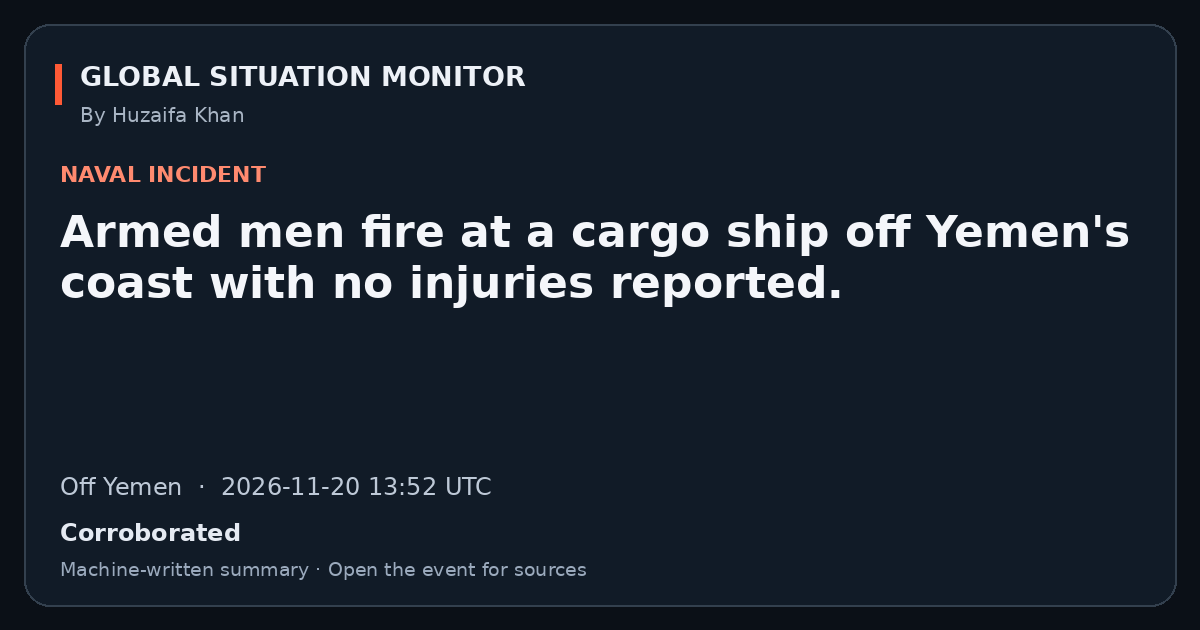 GLOBAL SITUATION MONITOR
By Huzaifa Khan
NAVAL INCIDENT
Armed men fire at a cargo ship off Yemen's
coast with no injuries reported.
Off Yemen · 2026-11-20 13:52 UTC
Corroborated
Machine-written summary · Open the event for sources